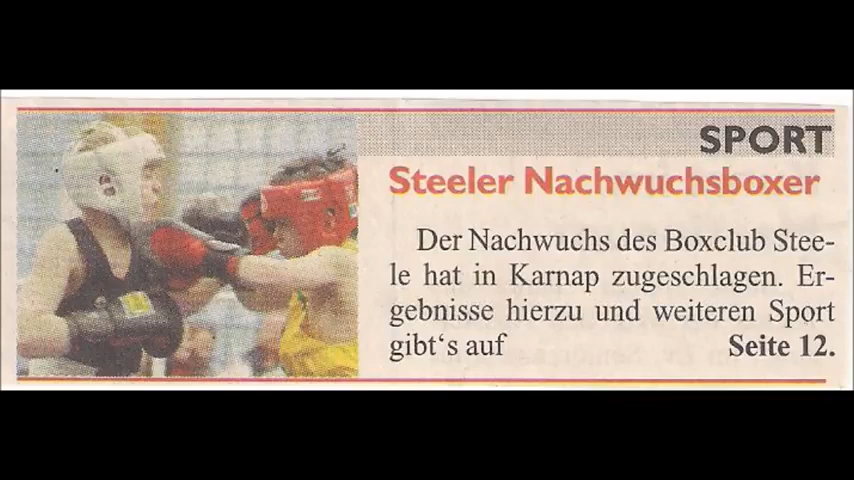 SPORT
Steeler Nachwuchsboxer
Der Nachwuchs des Boxclub Stee-
le hat in Karnap zugeschlagen. Er-
gebnisse hierzu und weiteren Sport
gibt's auf Seite 12.